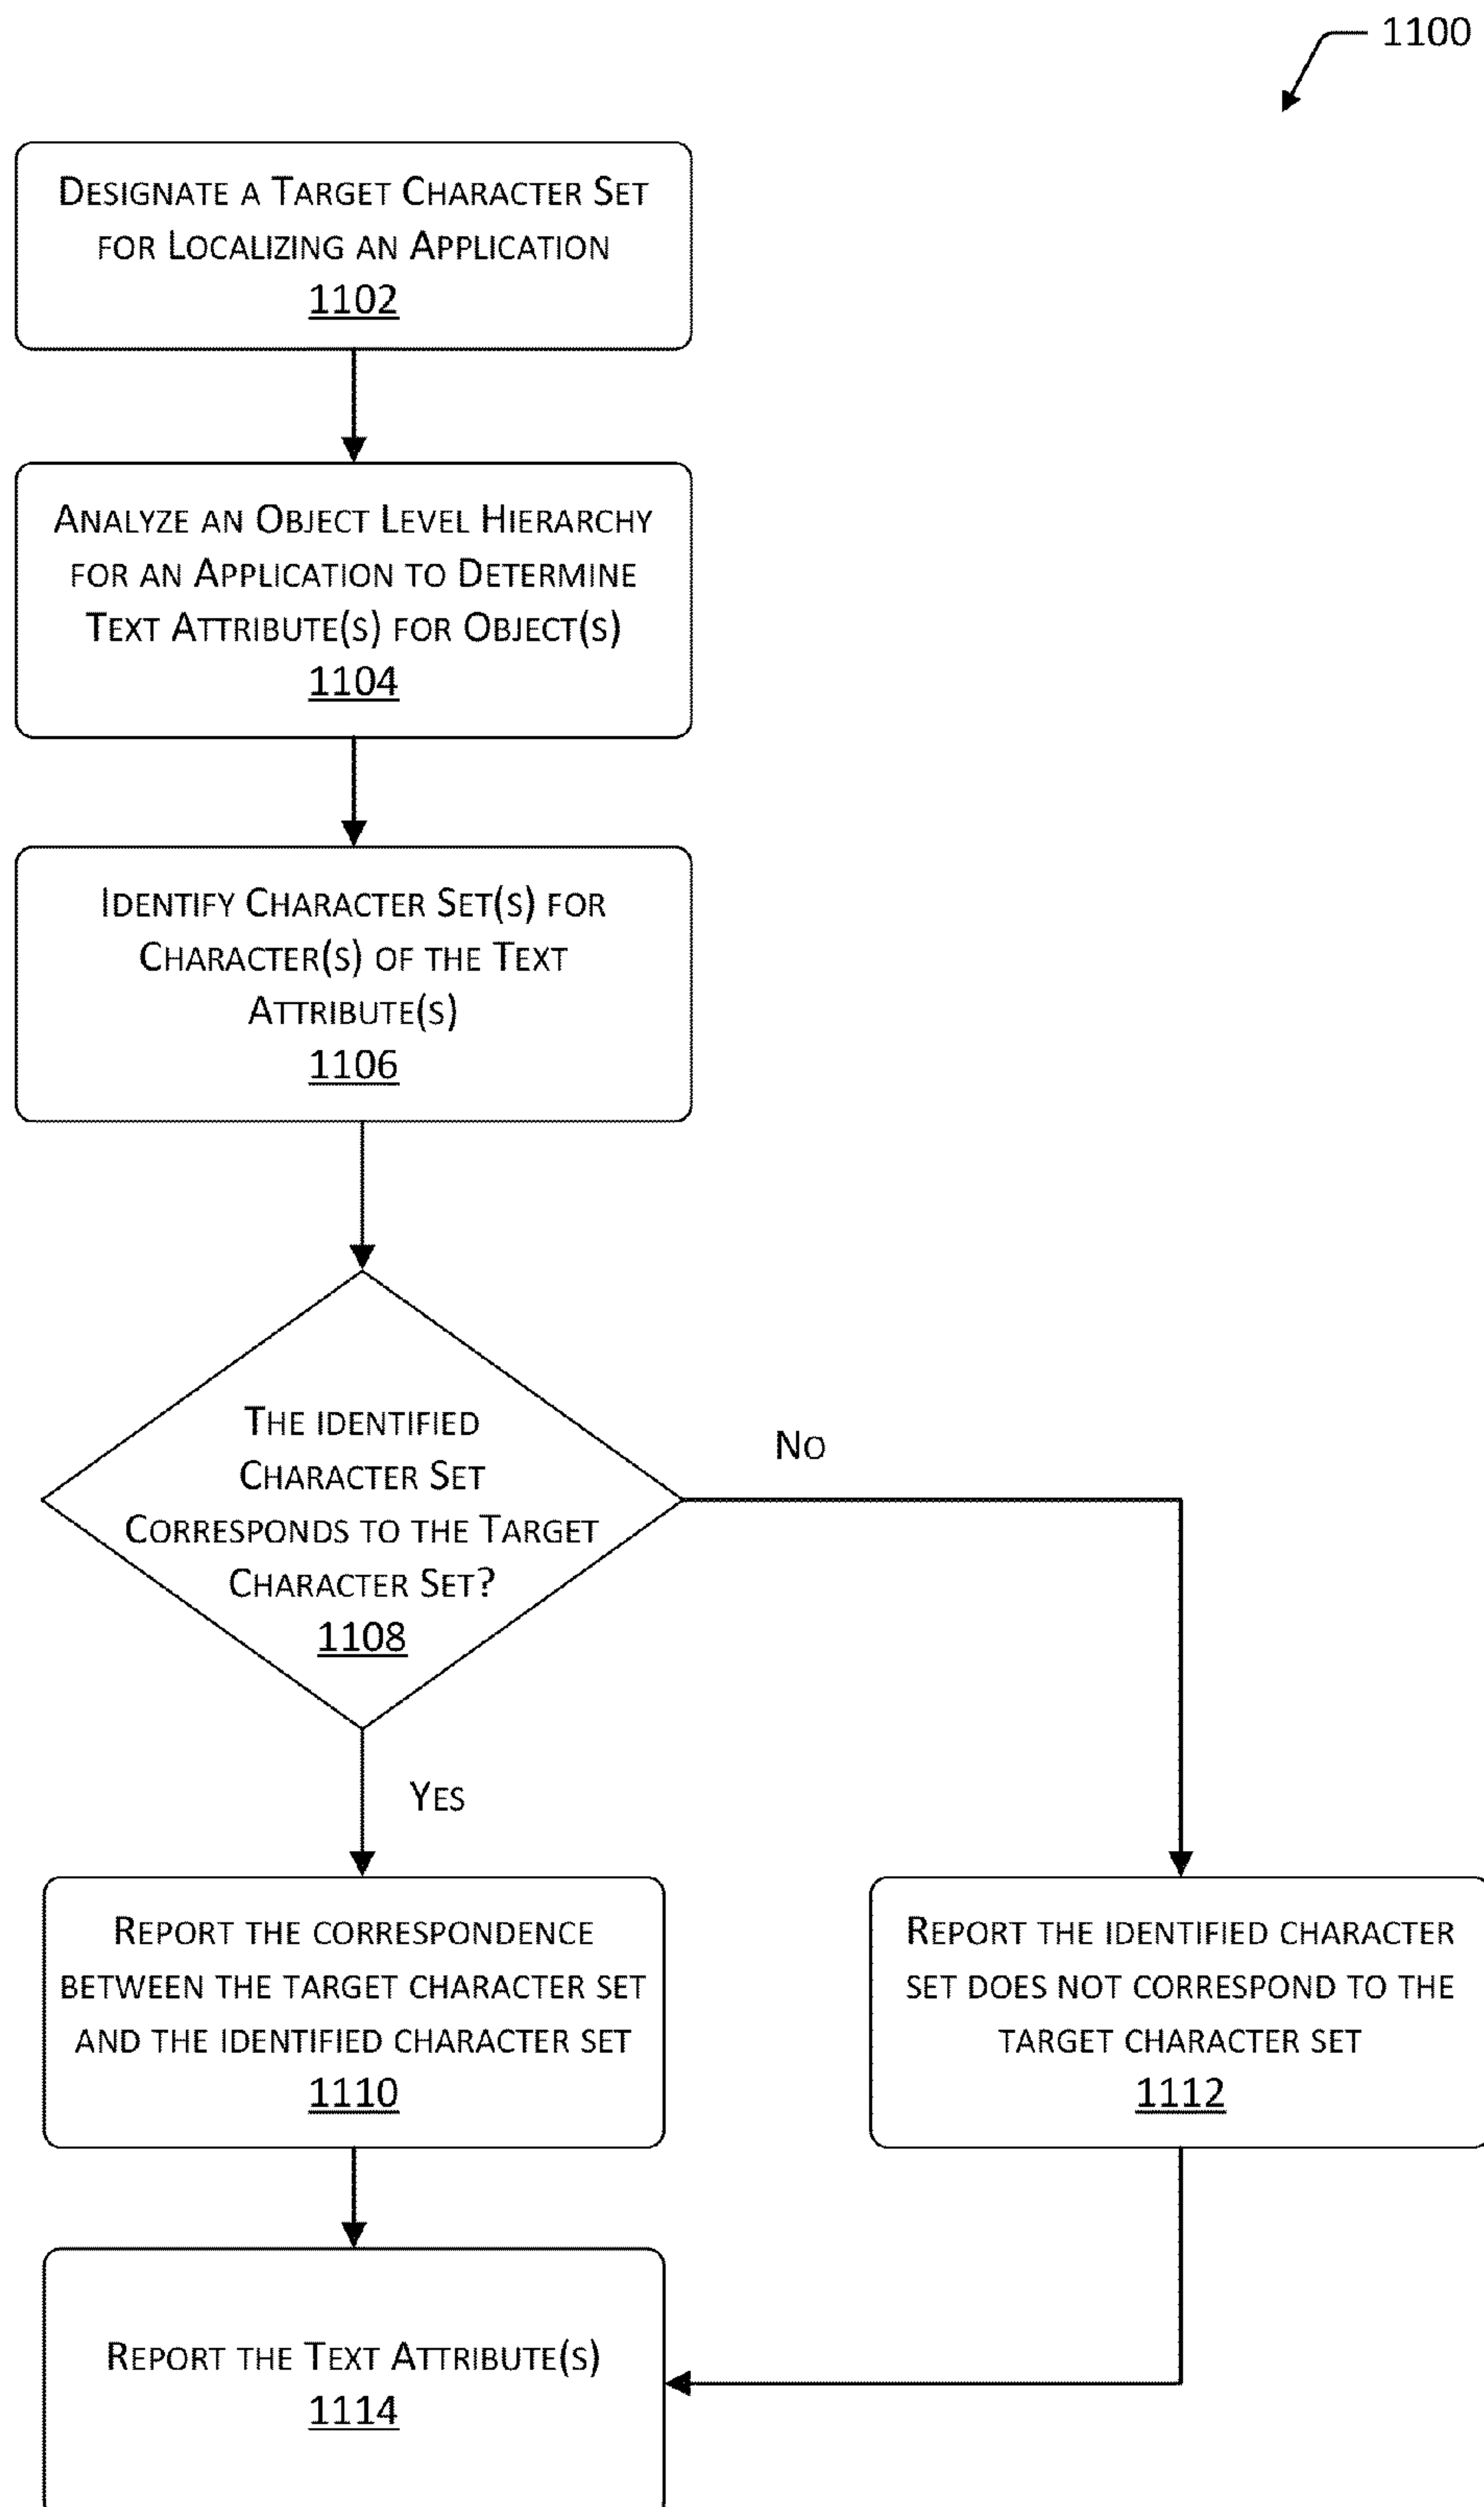 1100
Designate a Target Character Set
for Localizing an Application
1102
Analyze an Object Level Hierarchy
for an Application to Determine
Text Attribute(s) for Object(s)
1104
Identify Character Set(s) for
Character(s) of the Text
Attribute(s)
1106
The identified
Character Set
Corresponds to the Target
Character Set?
1108
No
Yes
Report the correspondence
between the target character set
and the identified character set
1110
Report the identified character
set does not correspond to the
target character set
1112
Report the Text Attribute(s)
1114